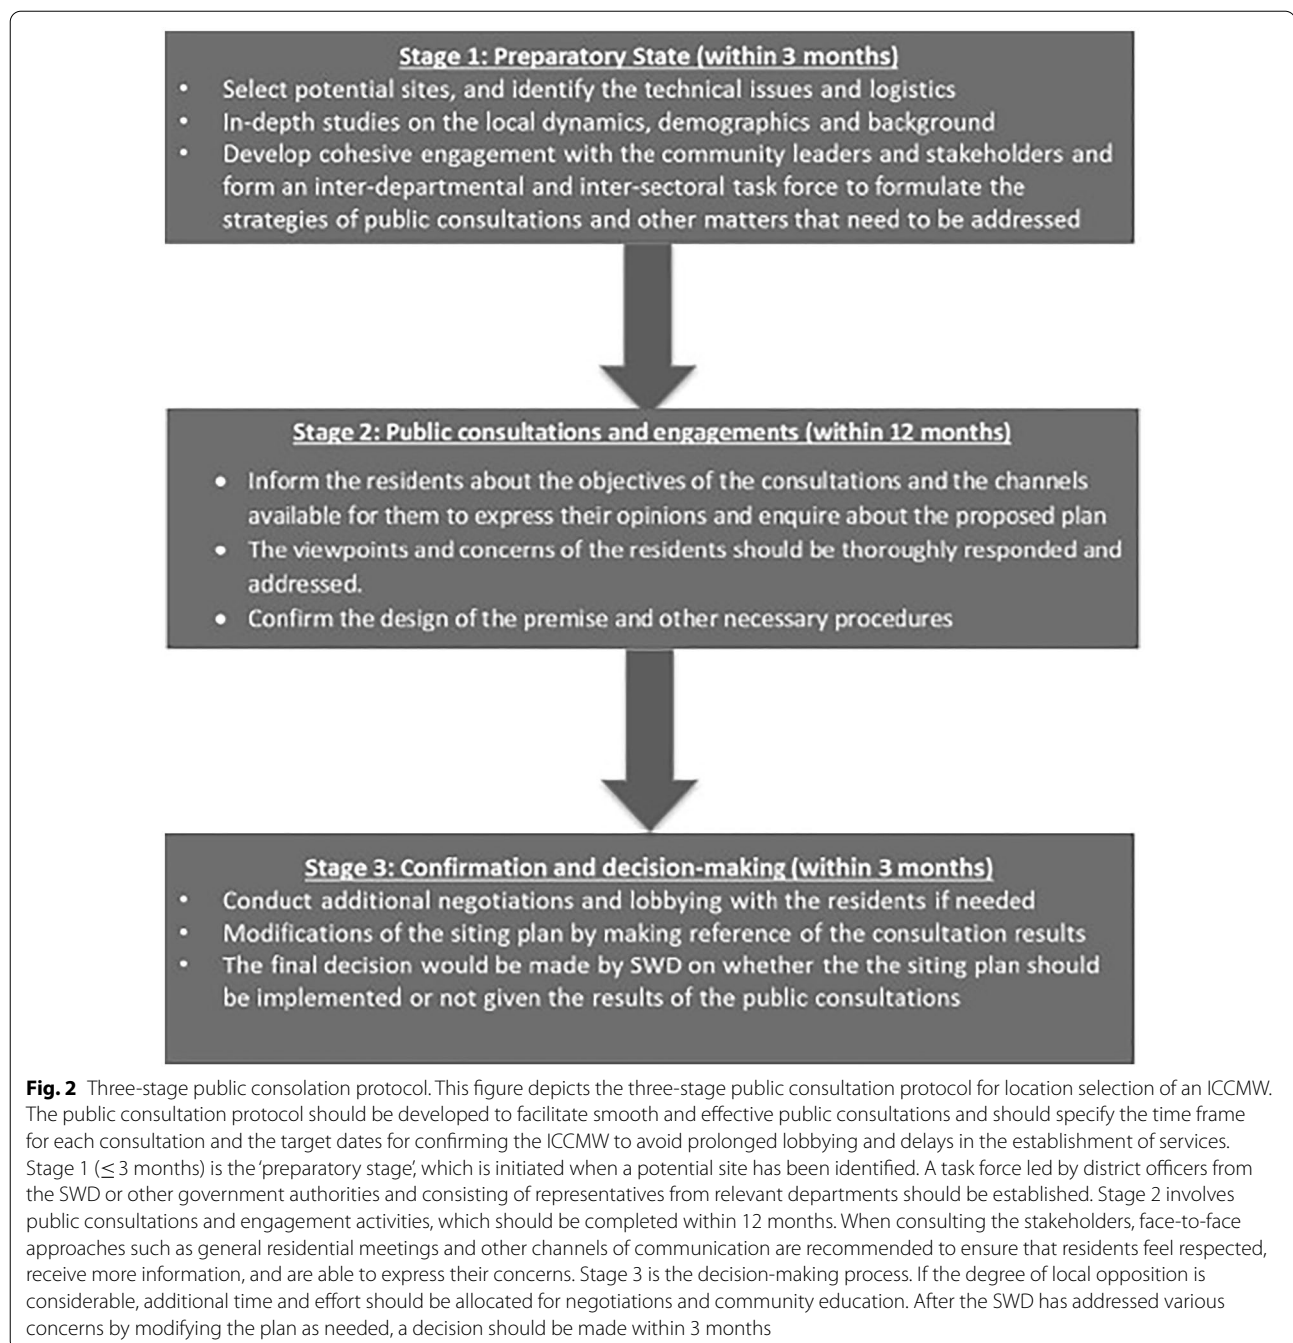 Stage 1: Preparatory State (within 3 months)
• Select potential sites, and identify the technical issues and logistics
• In-depth studies on the local dynamics, demographics and background
• Develop cohesive engagement with the community leaders and stakeholders and
form an inter-departmental and inter-sectoral task force to formulate the
strategies of public consultations and other matters that need to be addressed
Stage 2: Public consultations and engagements (within 12 months)
• Inform the residents about the objectives of the consultations and the channels
available for them to express their opinions and enquire about the proposed plan
• The viewpoints and concerns of the residents should be thoroughly responded and
addressed.
• Confirm the design of the premise and other necessary procedures
Stage 3: Confirmation and decision-making (within 3 months)
• Conduct additional negotiations and lobbying with the residents if needed
• Modifications of the siting plan by making reference of the consultation results
• The final decision would be made by SWD on whether the the siting plan should
be implemented or not given the results of the public consultations
Fig. 2 Three-stage public consolation protocol. This figure depicts the three-stage public consultation protocol for location selection of an ICCMW.
The public consultation protocol should be developed to facilitate smooth and effective public consultations and should specify the time frame
for each consultation and the target dates for confirming the ICCMW to avoid prolonged lobbying and delays in the establishment of services.
Stage 1 (≤ 3 months) is the ‘preparatory stage’, which is initiated when a potential site has been identified. A task force led by district officers from
the SWD or other government authorities and consisting of representatives from relevant departments should be established. Stage 2 involves
public consultations and engagement activities, which should be completed within 12 months. When consulting the stakeholders, face-to-face
approaches such as general residential meetings and other channels of communication are recommended to ensure that residents feel respected,
receive more information, and are able to express their concerns. Stage 3 is the decision-making process. If the degree of local opposition is
considerable, additional time and effort should be allocated for negotiations and community education. After the SWD has addressed various
concerns by modifying the plan as needed, a decision should be made within 3 months